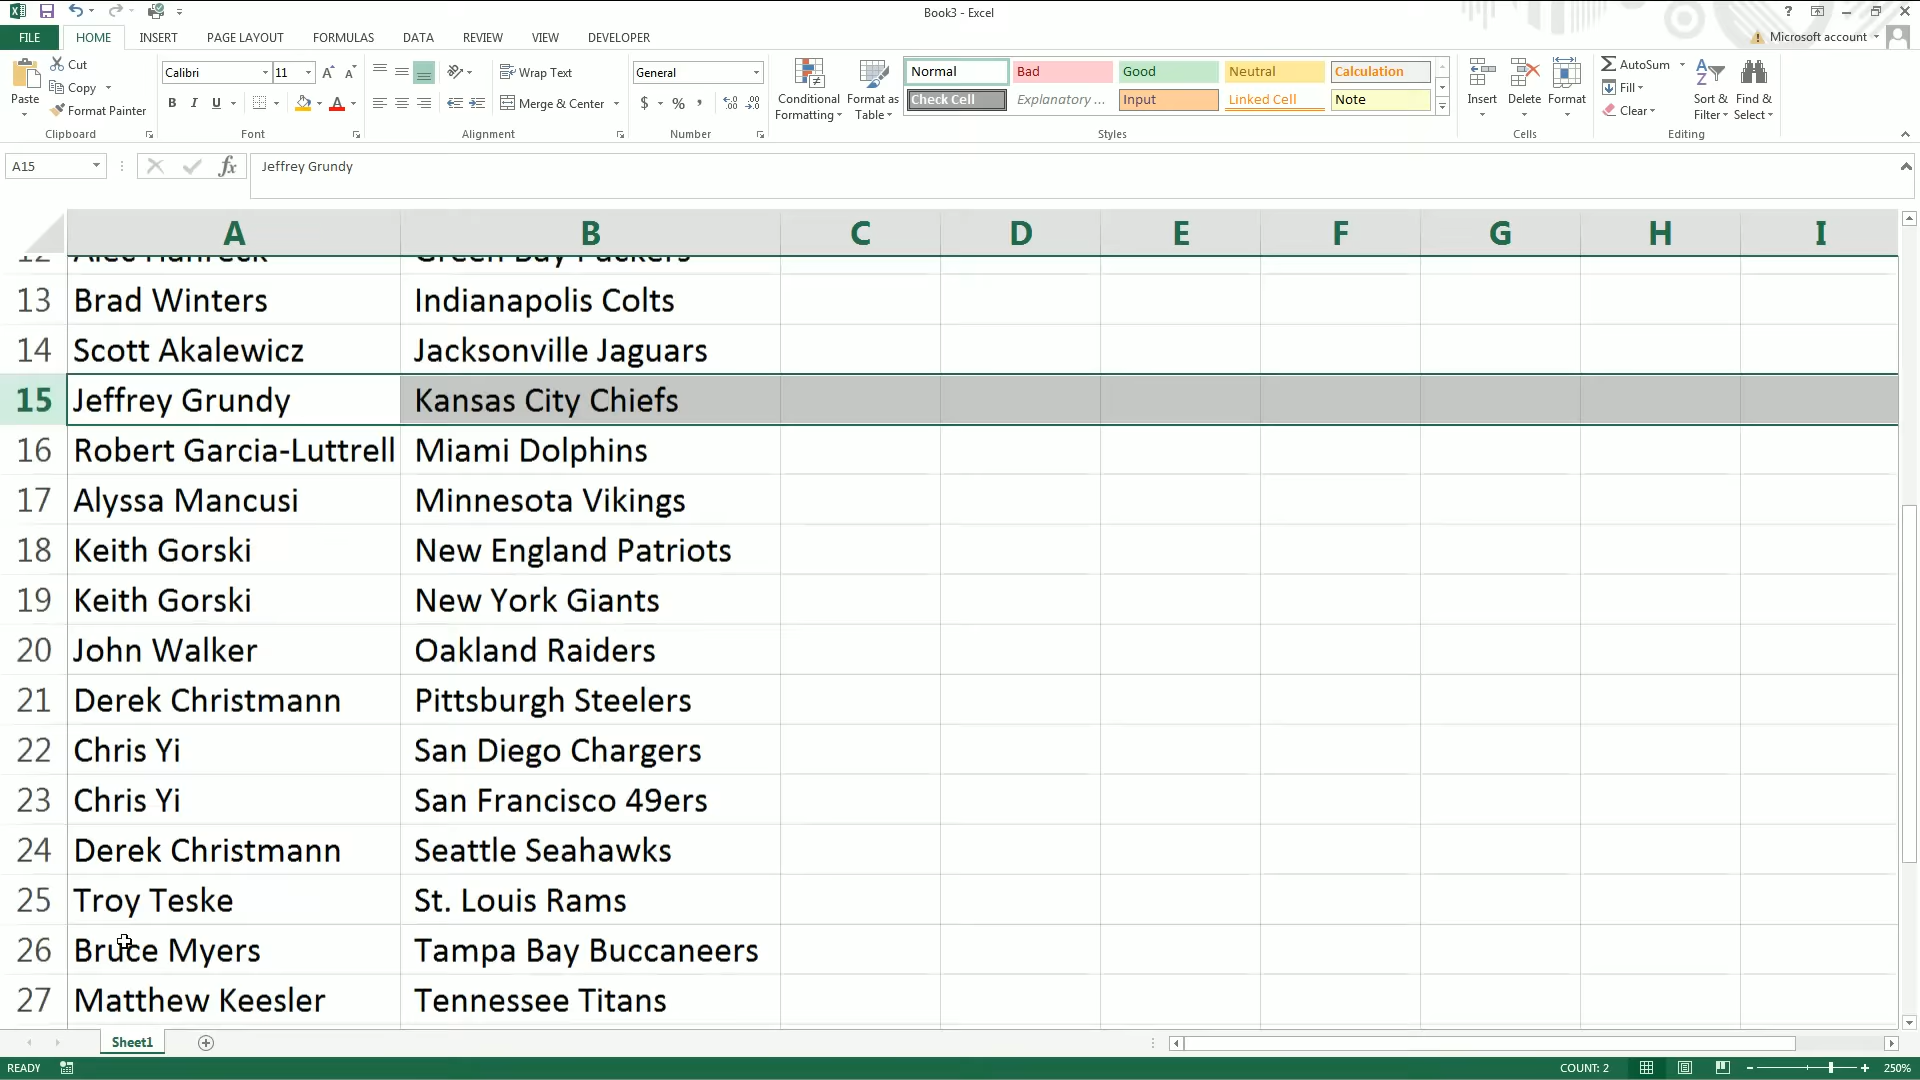 Book3 - Excel
?
FILE HOME INSERT PAGE LAYOUT FORMULAS DATA REVIEW VIEW DEVELOPER
Microsoft account
Paste
Cut
Copy
Format Painter
Clipboard
Calibri 11
B I U
Font
Wrap Text
Merge & Center
Alignment
General
$ % ,
Number
Conditional Formatting
Format as Table
Normal Bad Good Neutral Calculation
Check Cell Explanatory ... Input Linked Cell Note
Styles
Insert Delete Format
Cells
AutoSum
Fill
Clear
Sort & Filter
Find & Select
Editing
A15 fx Jeffrey Grundy
A B C D E F G H I
13 Brad Winters Indianapolis Colts
14 Scott Akalewicz Jacksonville Jaguars
15 Jeffrey Grundy Kansas City Chiefs
16 Robert Garcia-Luttrell Miami Dolphins
17 Alyssa Mancusi Minnesota Vikings
18 Keith Gorski New England Patriots
19 Keith Gorski New York Giants
20 John Walker Oakland Raiders
21 Derek Christmann Pittsburgh Steelers
22 Chris Yi San Diego Chargers
23 Chris Yi San Francisco 49ers
24 Derek Christmann Seattle Seahawks
25 Troy Teske St. Louis Rams
26 Bruce Myers Tampa Bay Buccaneers
27 Matthew Keesler Tennessee Titans
Sheet1
READY COUNT: 2 250%